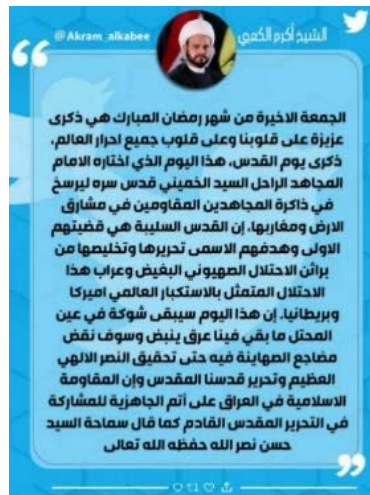 الشيخ أكرم الكعبي
@Akram_alkabee
الجمعة الاخيرة من شهر رمضان المبارك هي ذكرى
عزيزة على قلوبنا وعلى قلوب جميع احرار العالم،
ذكرى يوم القدس، هذا اليوم الذي اختاره الامام
المجاهد الراحل السيد الخميني قدس سره ليرسخ
في ذاكرة المجاهدين المقاومين في مشارق
الارض ومغاربها، إن القدس السليبة هي قضيتهم
الاولى وهدفهم الاسمى تحريرها وتخليصها من
براثن الاحتلال الصهيوني البغيض وعراب هذا
الاحتلال المتمثل بالاستكبار العالمي اميركا
وبريطانيا، إن هذا اليوم سيبقى شوكة في عين
المحتل ما بقي فينا عرق ينبض وسوف نقض
مضاجع الصهاينة فيه حتى تحقيق النصر الالهي
العظيم وتحرير قدسنا المقدس وإن المقاومة
الاسلامية في العراق على أتم الجاهزية للمشاركة
في التحرير المقدس القادم كما قال سماحة السيد
حسن نصر الله حفظه الله تعالى